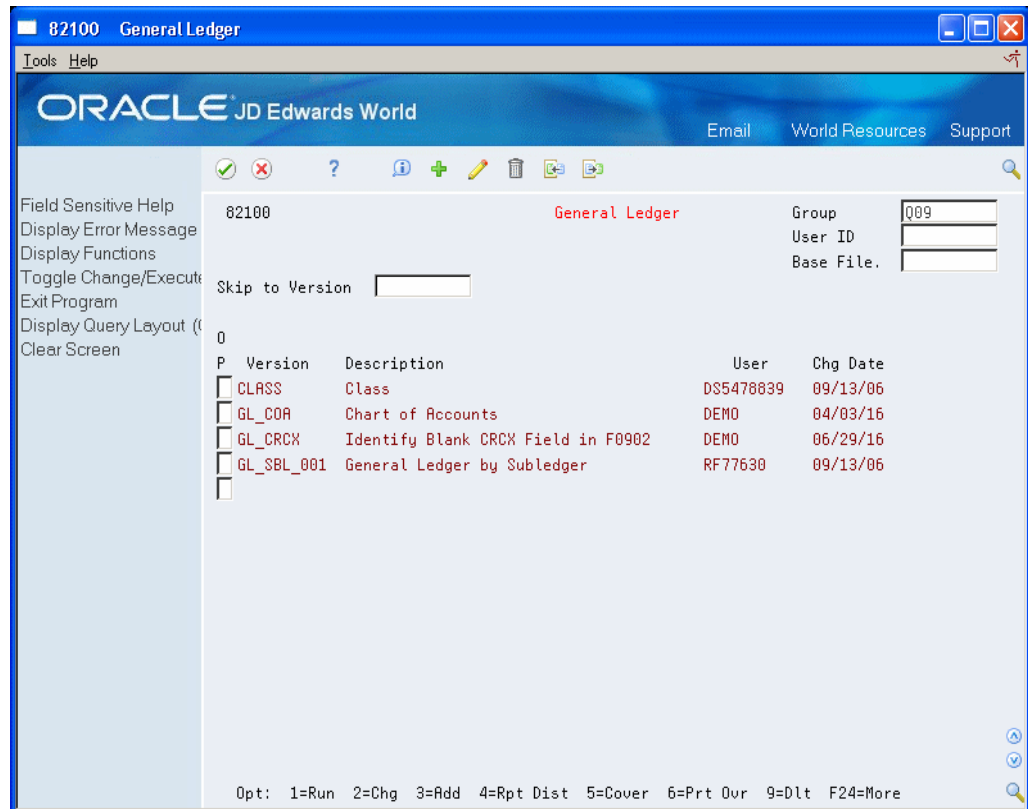 82100 General Ledger
Tools Help
ORACLE JD Edwards World
Email World Resources Support
?
Field Sensitive Help
Display Error Message
Display Functions
Toggle Change/Execute
Exit Program
Display Query Layout (
Clear Screen
82100 General Ledger Group Q09
User ID
Base File.
Skip to Version
O
P Version Description User Chg Date
CLASS Class DS5478839 09/13/06
GL_COA Chart of Accounts DEMO 04/03/16
GL_CRCX Identify Blank CRCX Field in F0902 DEMO 06/29/16
GL_SBL_001 General Ledger by Subledger RF77630 09/13/06
Opt: 1=Run 2=Chg 3=Add 4=Rpt Dist 5=Cover 6=Prt Ovr 9=Dlt F24=More